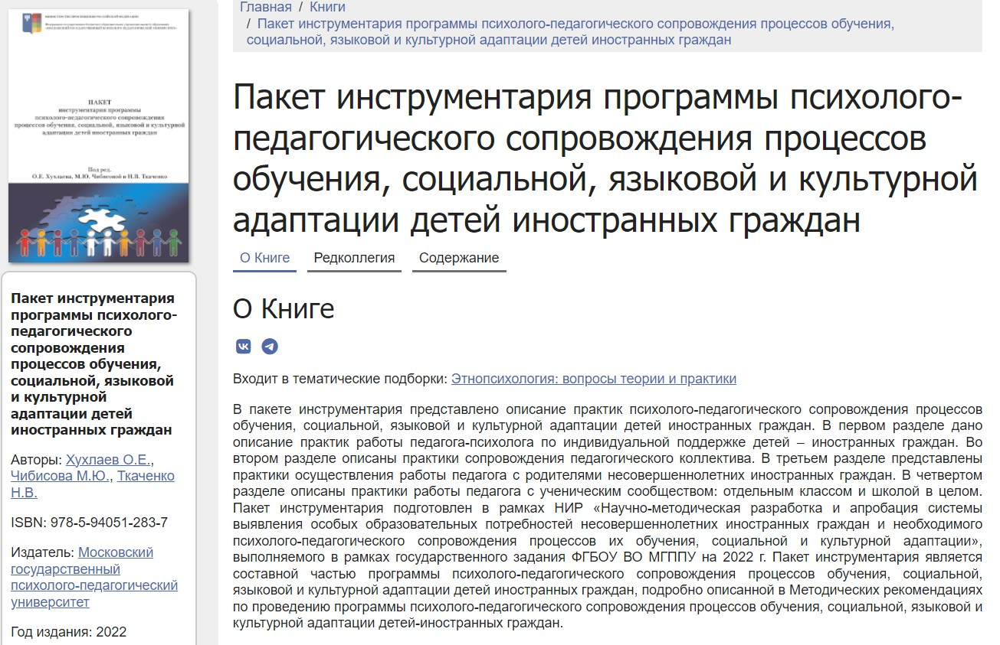 МИНИСТЕРСТВО ПРОСВЕЩЕНИЯ РОССИЙСКОЙ ФЕДЕРАЦИИ
Федеральное государственное бюджетное образовательное учреждение высшего образования
«МОСКОВСКИЙ ГОСУДАРСТВЕННЫЙ ПСИХОЛОГО-ПЕДАГОГИЧЕСКИЙ УНИВЕРСИТЕТ»
ПАКЕТ
инструментария программы
психолого-педагогического сопровождения
процессов обучения, социальной, языковой и культурной
адаптации детей иностранных граждан
Под ред.
О.Е. Хухлаева, М.Ю. Чибисовой и Н.В. Ткаченко
Пакет инструментария
программы психолого-
педагогического
сопровождения
процессов обучения,
социальной, языковой
и культурной
адаптации детей
иностранных граждан
Авторы: Хухлаев О.Е.,
Чибисова М.Ю., Ткаченко
Н.В.
ISBN: 978-5-94051-283-7
Издатель: Московский
государственный
психолого-педагогический
университет
Год издания: 2022
Главная / Книги
/ Пакет инструментария программы психолого-педагогического сопровождения процессов обучения,
социальной, языковой и культурной адаптации детей иностранных граждан
Пакет инструментария программы психолого-
педагогического сопровождения процессов
обучения, социальной, языковой и культурной
адаптации детей иностранных граждан
О Книге Редколлегия Содержание
О Книге
Входит в тематические подборки: Этнопсихология: вопросы теории и практики
В пакете инструментария представлено описание практик психолого-педагогического сопровождения процессов
обучения, социальной, языковой и культурной адаптации детей иностранных граждан. В первом разделе дано
описание практик работы педагога-психолога по индивидуальной поддержке детей – иностранных граждан. Во
втором разделе описаны практики сопровождения педагогического коллектива. В третьем разделе представлены
практики осуществления работы педагога с родителями несовершеннолетних иностранных граждан. В четвертом
разделе описаны практики работы педагога с ученическим сообществом: отдельным классом и школой в целом.
Пакет инструментария подготовлен в рамках НИР «Научно-методическая разработка и апробация системы
выявления особых образовательных потребностей несовершеннолетних иностранных граждан и необходимого
психолого-педагогического сопровождения процессов их обучения, социальной и культурной адаптации»,
выполняемого в рамках государственного задания ФГБОУ ВО МГППУ на 2022 г. Пакет инструментария является
составной частью программы психолого-педагогического сопровождения процессов обучения, социальной,
языковой и культурной адаптации детей иностранных граждан, подробно описанной в Методических рекомендациях
по проведению программы психолого-педагогического сопровождения процессов обучения, социальной, языковой и
культурной адаптации детей-иностранных граждан.